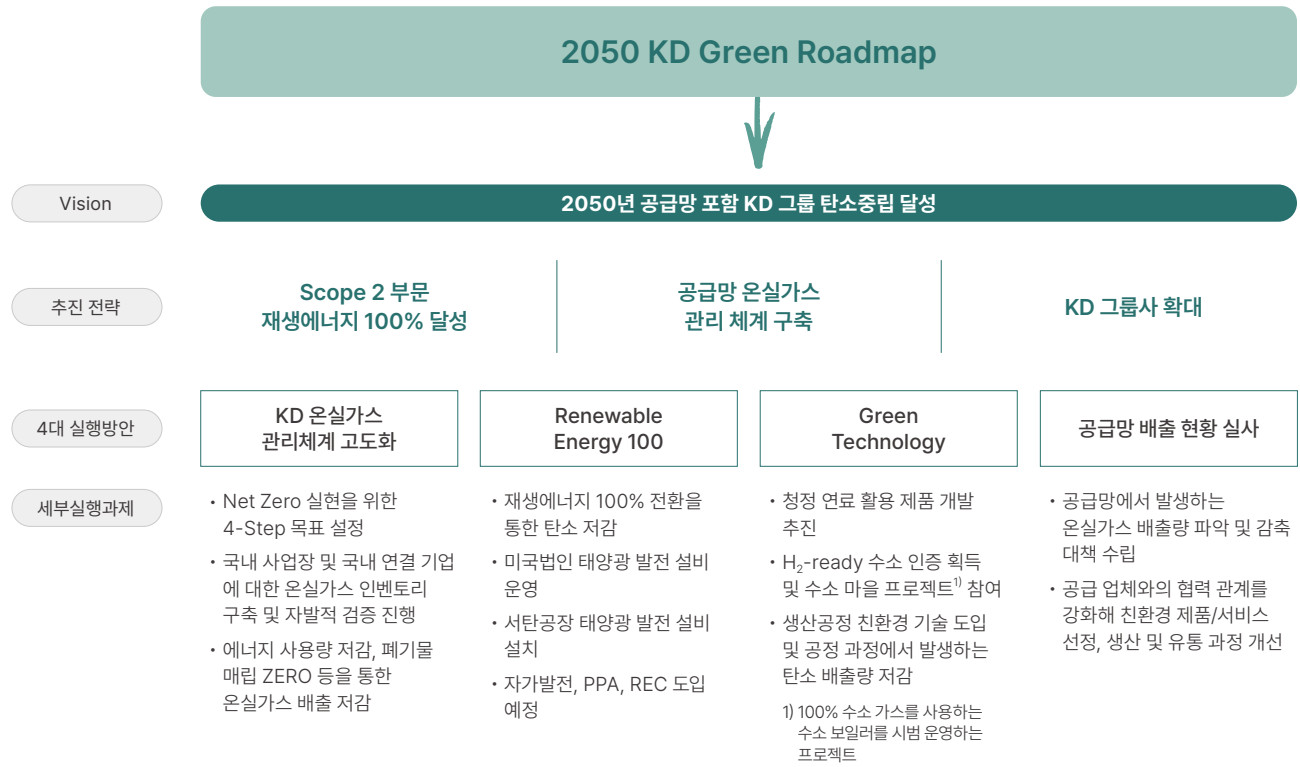 2050 KD Green Roadmap
Vision
2050년 공급망 포함 KD 그룹 탄소중립 달성
추진 전략
Scope 2 부문
재생에너지 100% 달성
공급망 온실가스
관리 체계 구축
KD 그룹사 확대
4대 실행방안
KD 온실가스
관리체계 고도화
Renewable
Energy 100
Green
Technology
공급망 배출 현황 실사
세부실행과제
• Net Zero 실현을 위한
4-Step 목표 설정
• 국내 사업장 및 국내 연결 기업
에 대한 온실가스 인벤토리
구축 및 자발적 검증 진행
• 에너지 사용량 저감, 폐기물
매립 ZERO 등을 통한
온실가스 배출 저감
• 재생에너지 100% 전환을
통한 탄소 저감
• 미국법인 태양광 발전 설비
운영
• 서탄공장 태양광 발전 설비
설치
• 자가발전, PPA, REC 도입
예정
• 청정 연료 활용 제품 개발
추진
• H₂-ready 수소 인증 획득
및 수소 마을 프로젝트¹⁾ 참여
• 생산공정 친환경 기술 도입
및 공정 과정에서 발생하는
탄소 배출량 저감
1) 100% 수소 가스를 사용하는
수소 보일러를 시범 운영하는
프로젝트
• 공급망에서 발생하는
온실가스 배출량 파악 및 감축
대책 수립
• 공급 업체와의 협력 관계를
강화해 친환경 제품/서비스
선정, 생산 및 유통 과정 개선